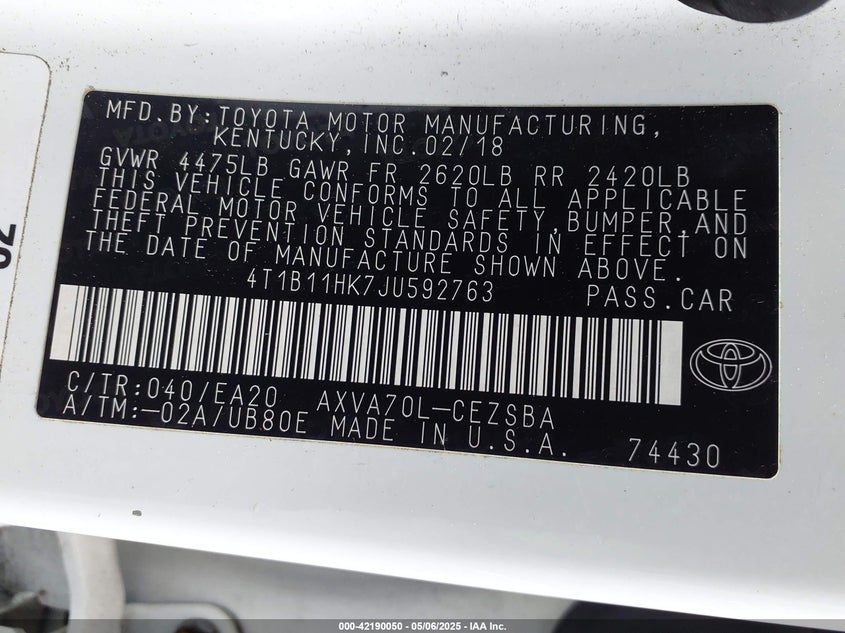 MFD.BY:TOYOTA MOTOR MANUFACTURING,
KENTUCKY,INC.02/18
GVWR 4475LB GAWR FR 2620LB RR 2420LB
THIS VEHICLE CONFORMS TO ALL APPLICABLE
FEDERAL MOTOR VEHICLE SAFETY,BUMPER,AND
THEFT PREVENTION STANDARDS IN EFFECT ON
THE DATE OF MANUFACTURE SHOWN ABOVE.
4T1B11HK7JU592763 PASS.CAR
C/TR:040/EA20 AXVA70L-CEZSBA
A/TM:-02A/UB80E MADE IN U.S.A. 74430
000-42190050 - 05/06/2025 - IAA Inc.